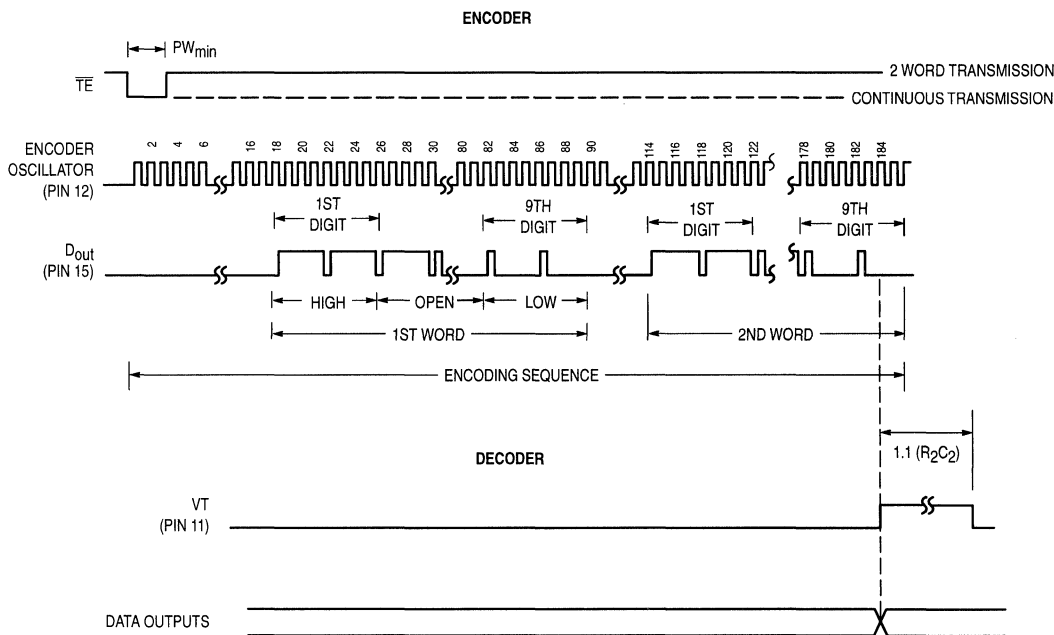 ENCODER
PWmin
TE
2 WORD TRANSMISSION
CONTINUOUS TRANSMISSION
ENCODER
OSCILLATOR
(PIN 12)
2 4 6 16 18 20 22 24 26 28 30 80 82 84 86 88 90 114 116 118 120 122 178 180 182 184
1ST
DIGIT
9TH
DIGIT
1ST
DIGIT
9TH
DIGIT
Dout
(PIN 15)
HIGH OPEN LOW
1ST WORD 2ND WORD
ENCODING SEQUENCE
1.1 (R2C2)
DECODER
VT
(PIN 11)
DATA OUTPUTS